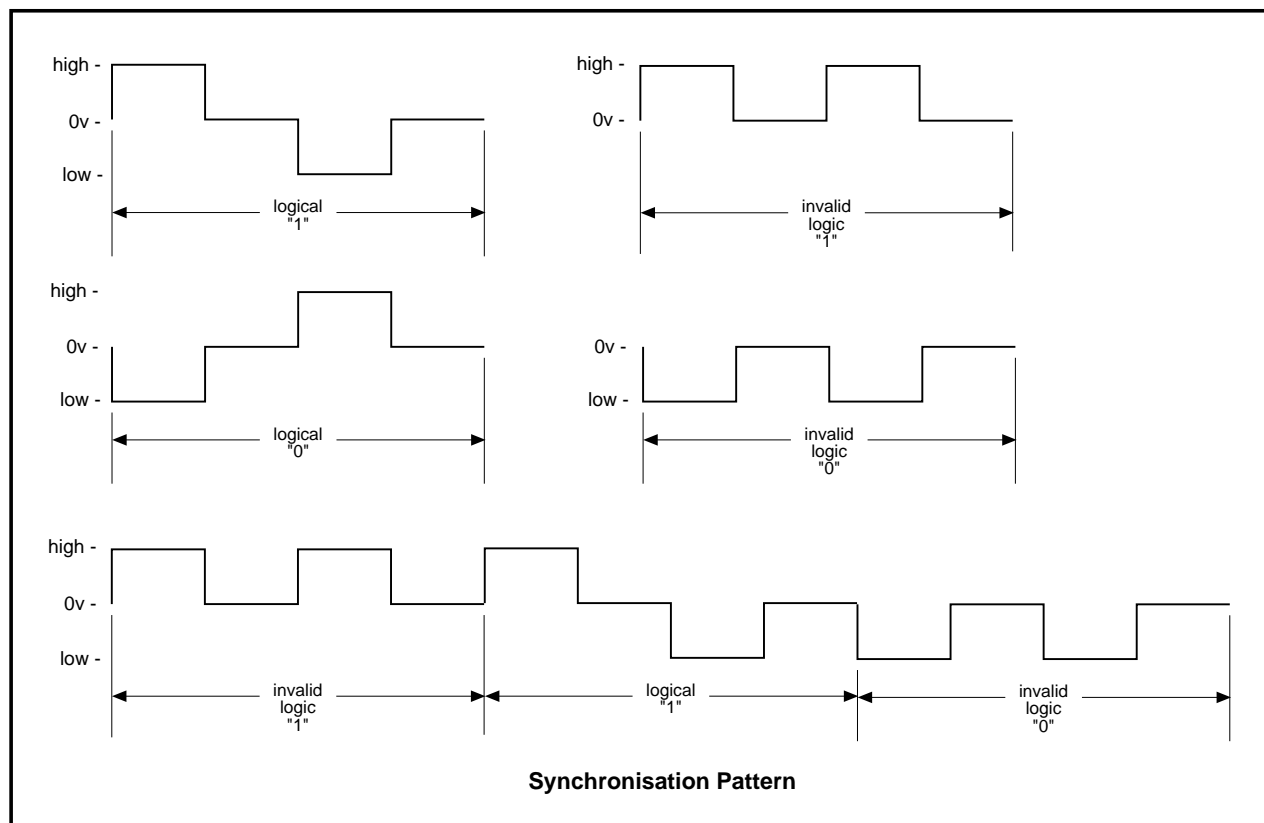 high -
0v -
low -
logical
"1"
high -
0v -
invalid
logic
"1"
high -
0v -
low -
logical
"0"
0v -
low -
invalid
logic
"0"
high -
0v -
low -
invalid
logic
"1"
logical
"1"
invalid
logic
"0"
Synchronisation Pattern